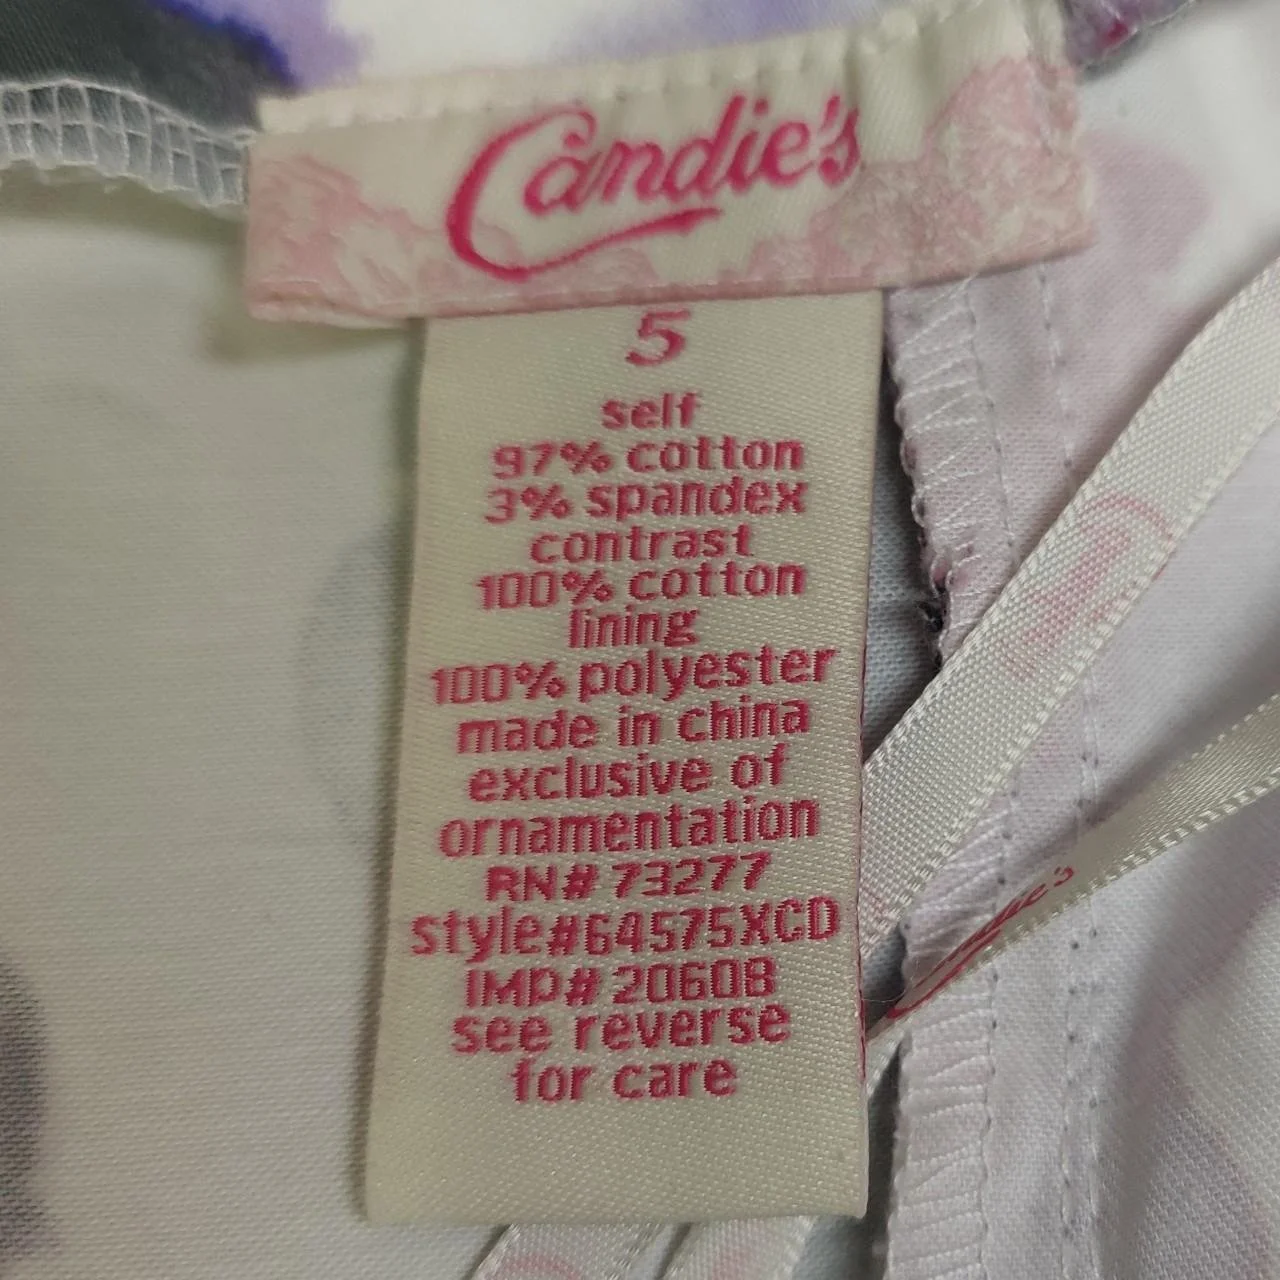 Candie's
5
self
97% cotton
3% spandex
contrast
100% cotton
lining
100% polyester
made in china
exclusive of
ornamentation
RN# 73277
style#64575XCD
IMP# 20608
see reverse
for care
Candie's